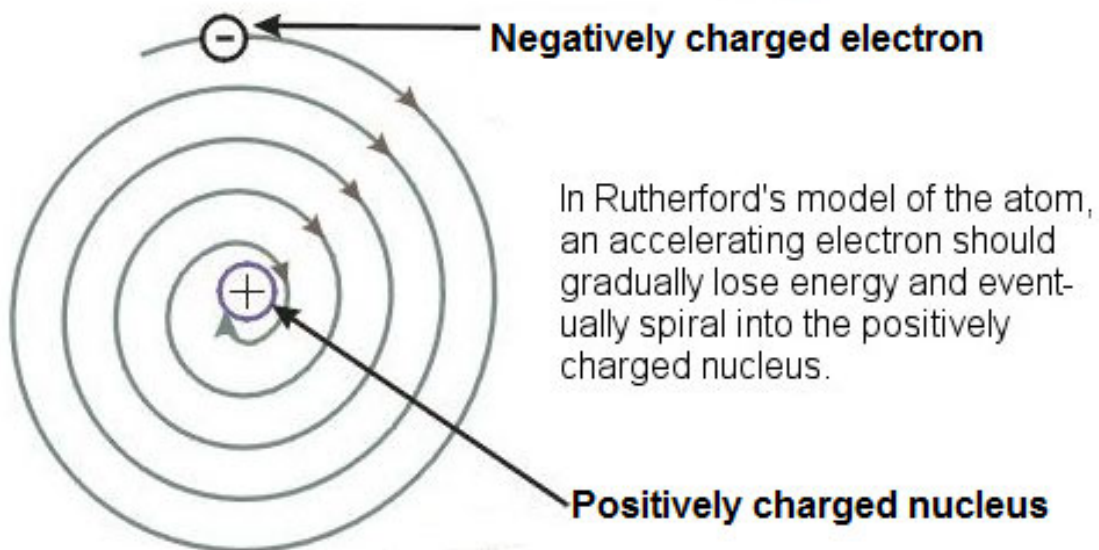 -
Negatively charged electron
In Rutherford's model of the atom,
an accelerating electron should
gradually lose energy and event-
ually spiral into the positively
charged nucleus.
+
Positively charged nucleus